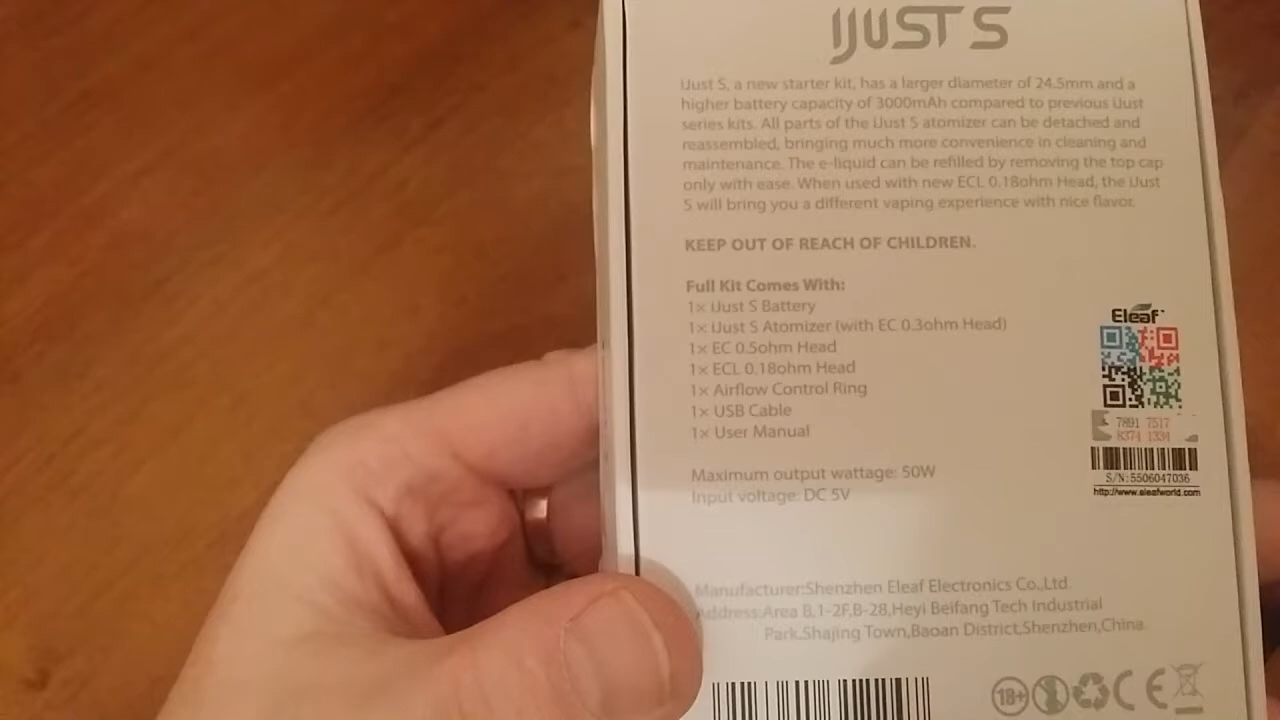 iJUST S
iJust S, a new starter kit, has a larger diameter of 24.5mm and a
higher battery capacity of 3000mAh compared to previous iJust
series kits. All parts of the iJust S atomizer can be detached and
reassembled, bringing much more convenience in cleaning and
maintenance. The e-liquid can be refilled by removing the top cap
only with ease. When used with new ECL 0.18ohm Head, the iJust
S will bring you a different vaping experience with nice flavor.
KEEP OUT OF REACH OF CHILDREN.
Full Kit Comes With:
1× iJust S Battery
1× iJust S Atomizer (with EC 0.3ohm Head)
1× EC 0.5ohm Head
1× ECL 0.18ohm Head
1× Airflow Control Ring
1× USB Cable
1× User Manual
Maximum output wattage: 50W
Input voltage: DC 5V
Eleaf
7891 7517
8374 1334
S/N:5506047036
http://www.eleafworld.com
Manufacturer:Shenzhen Eleaf Electronics Co.,Ltd.
Address:Area B,1-2F,B-28,Heyi Beifang Tech Industrial
Park,Shajing Town,Baoan District,Shenzhen,China.
18+ CE